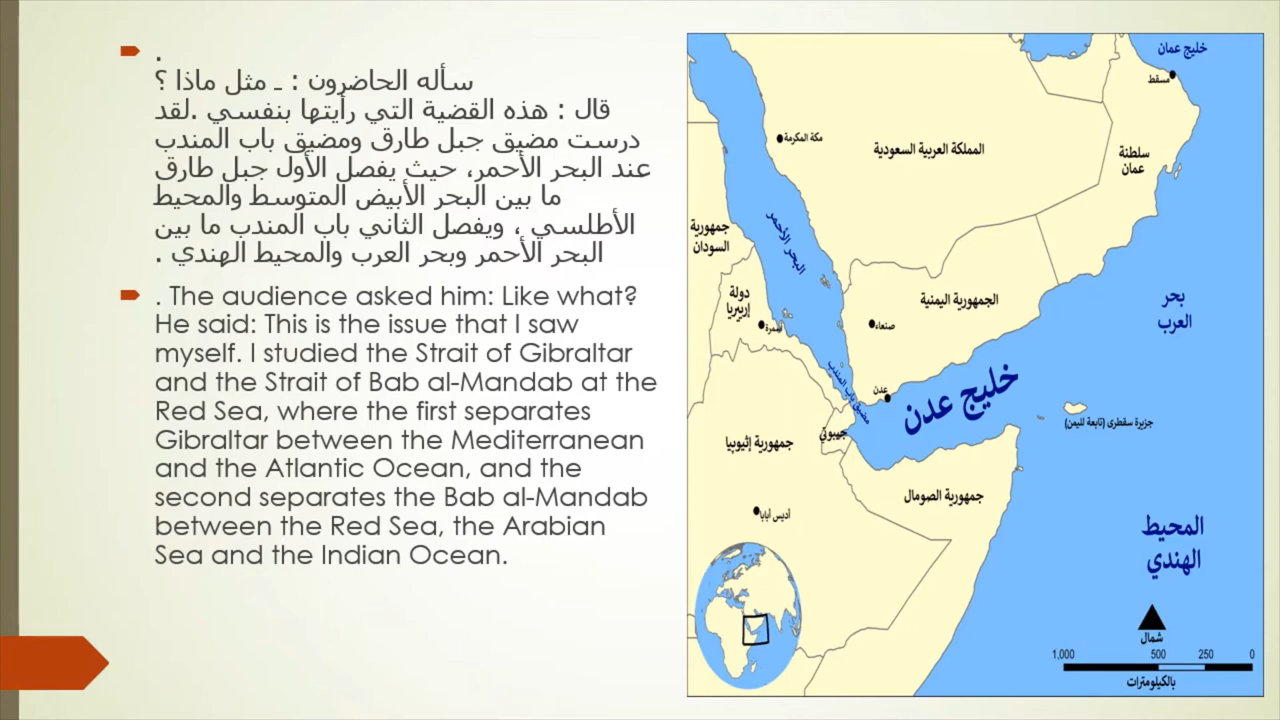 .
سأله الحاضرون : ـ مثل ماذا ؟
قال : هذه القضية التي رأيتها بنفسي .لقد
درست مضيق جبل طارق ومضيق باب المندب
عند البحر الأحمر، حيث يفصل الأول جبل طارق
ما بين البحر الأبيض المتوسط والمحيط
الأطلسي ، ويفصل الثاني باب المندب ما بين
البحر الأحمر وبحر العرب والمحيط الهندي .
. The audience asked him: Like what?
He said: This is the issue that I saw
myself. I studied the Strait of Gibraltar
and the Strait of Bab al-Mandab at the
Red Sea, where the first separates
Gibraltar between the Mediterranean
and the Atlantic Ocean, and the
second separates the Bab al-Mandab
between the Red Sea, the Arabian
Sea and the Indian Ocean.
خليج عمان
مسقط
مكة المكرمة
المملكة العربية السعودية
سلطنة
عمان
جمهورية
السودان
البحر الأحمر
دولة
إريتريا
أسمرة
الجمهورية اليمنية
صنعاء
بحر
العرب
مضيق باب المندب
عدن
خليج عدن
جزيرة سقطرى (تابعة لليمن)
جيبوتي
جمهورية إثيوبيا
جمهورية الصومال
أديس أبابا
المحيط
الهندي
شمال
1,000 500 250 0
بالكيلومترات